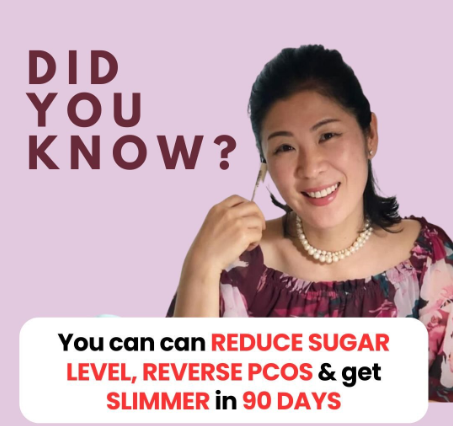 DID
YOU
KNOW?
You can can REDUCE SUGAR
LEVEL, REVERSE PCOS & get
SLIMMER in 90 DAYS